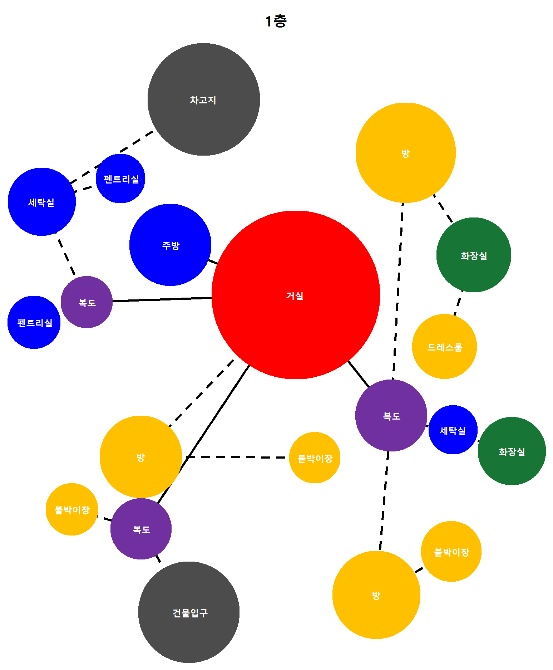 1층
차고지
방
펜트리실
세탁실
주방
화장실
거실
복도
펜트리실
드레스룸
복도
세탁실
화장실
방
붙박이장
붙박이장
복도
붙박이장
방
건물입구